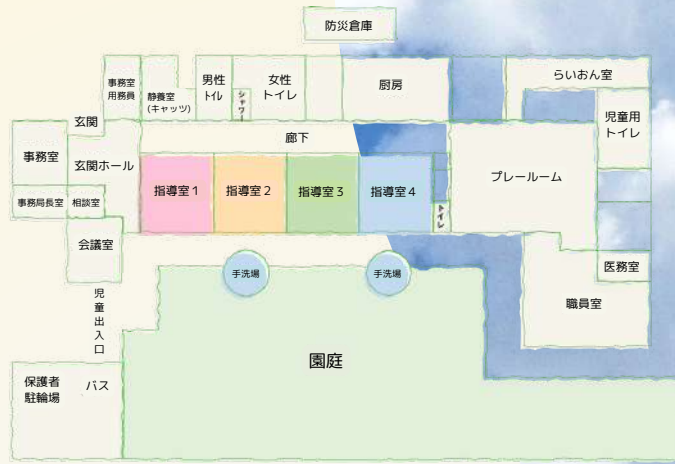 防災倉庫
事務室
用務員
静養室
(キャッツ)
男性
トイレ
シャワー
女性
トイレ
厨房
らいおん室
児童用
トイレ
玄関
廊下
事務室
玄関ホール
指導室1
指導室2
指導室3
指導室4
トイレ
プレールーム
事務局長室
相談室
会議室
手洗場
手洗場
医務室
職員室
児童出入口
園庭
保護者
駐輪場
バス